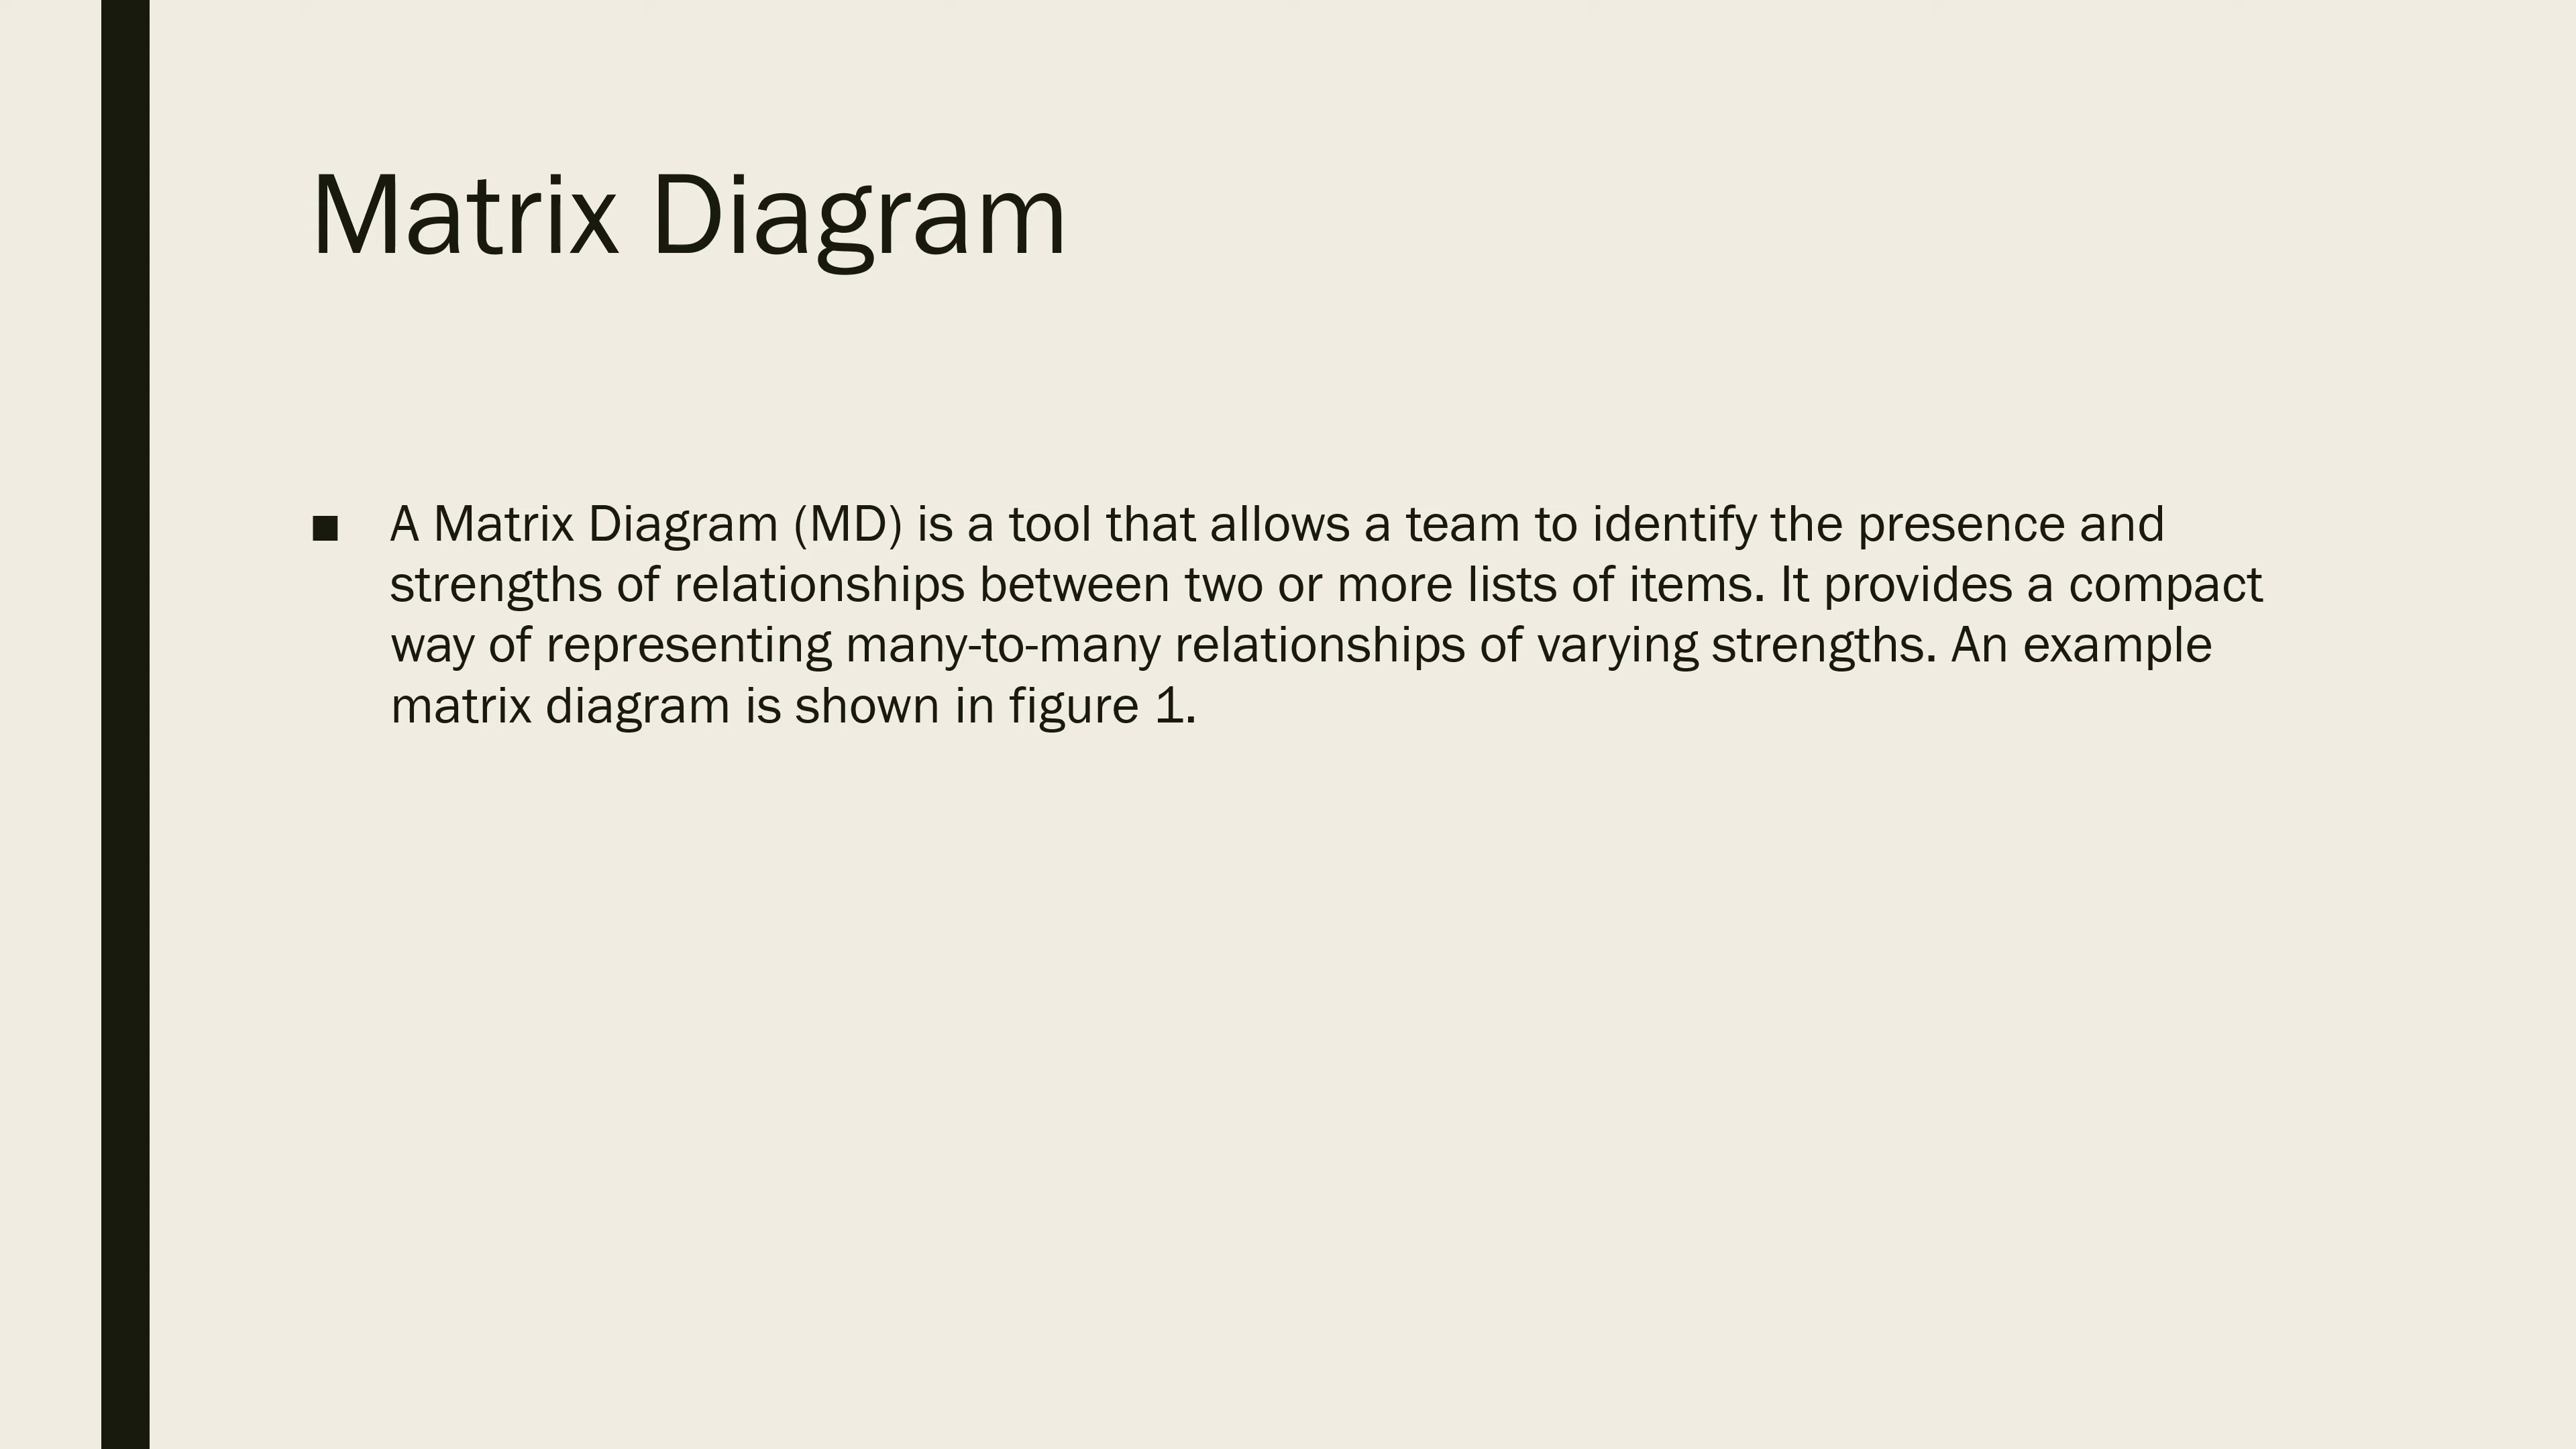 Matrix Diagram
■ A Matrix Diagram (MD) is a tool that allows a team to identify the presence and
strengths of relationships between two or more lists of items. It provides a compact
way of representing many-to-many relationships of varying strengths. An example
matrix diagram is shown in figure 1.